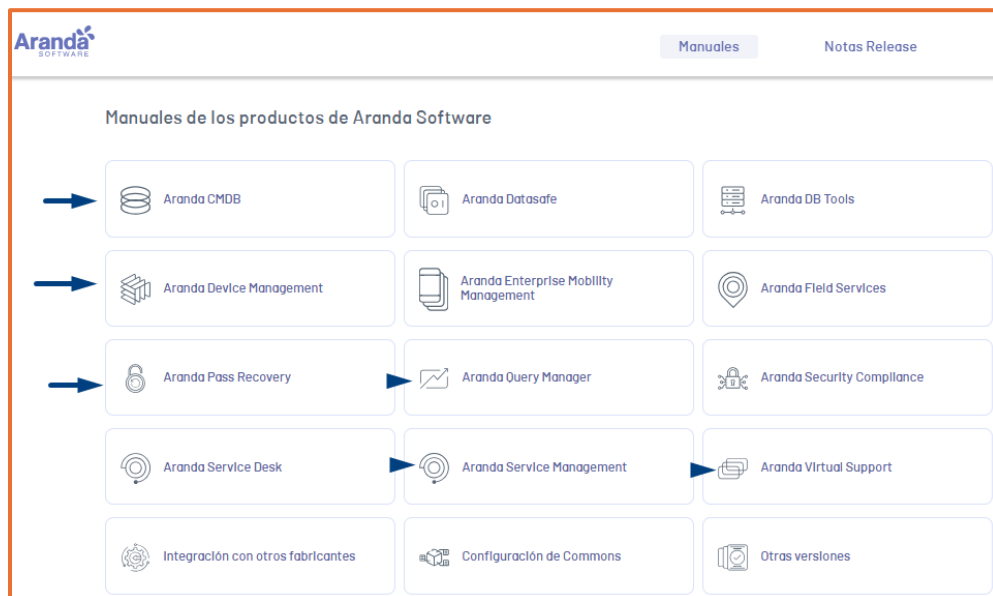 Aranda
SOFTWARE
Manuales
Notas Release
Manuales de los productos de Aranda Software
Aranda CMDB
Aranda Datasafe
Aranda DB Tools
Aranda Device Management
Aranda Enterprise Mobility
Management
Aranda Field Services
Aranda Pass Recovery
Aranda Query Manager
Aranda Security Compliance
Aranda Service Desk
Aranda Service Management
Aranda Virtual Support
Integración con otros fabricantes
Configuración de Commons
Otras versiones